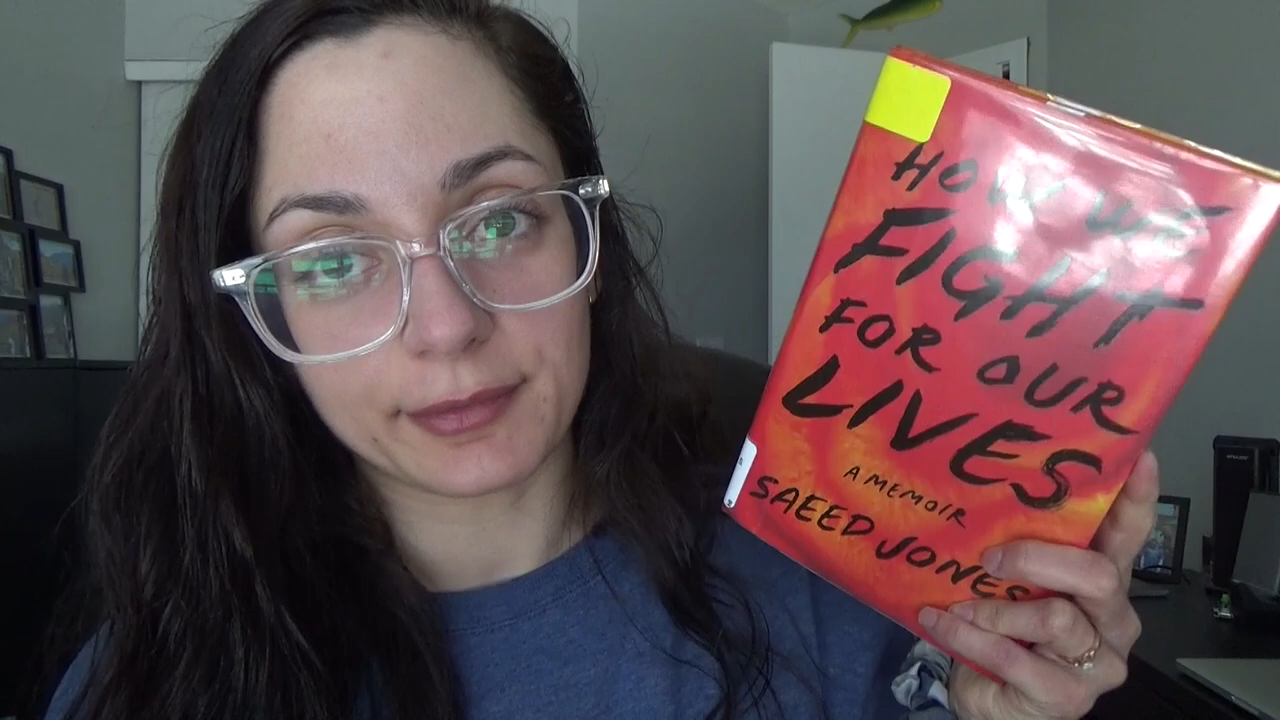 HOW WE
FIGHT
FOR OUR
LIVES
A MEMOIR
SAEED JONES